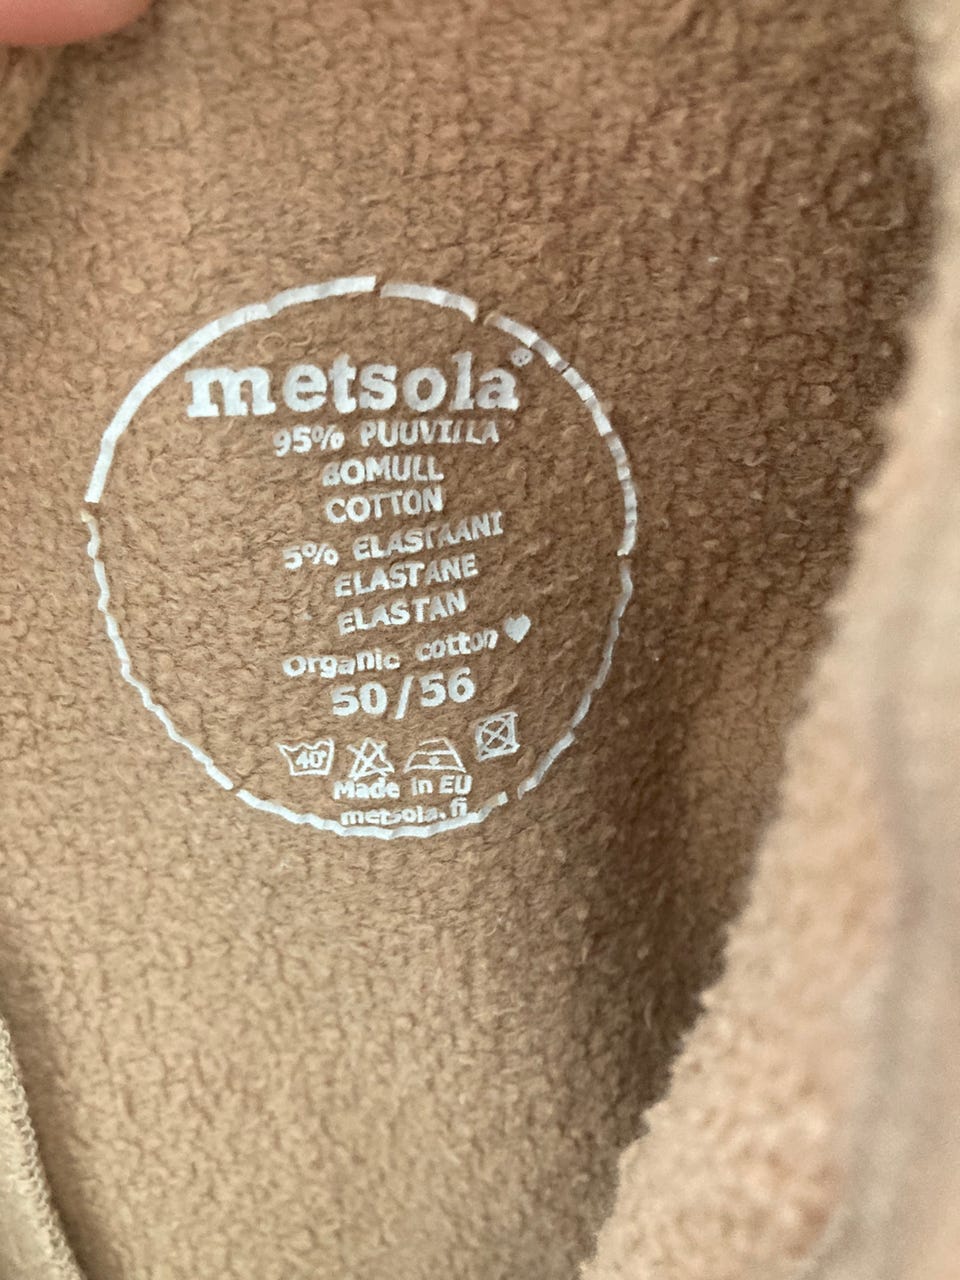 metsola®
95% PUUVILLA
BOMULL
COTTON
5% ELASTAANI
ELASTANE
ELASTAN
Organic cotton ♥
50/56
40°
Made in EU
metsola.fi